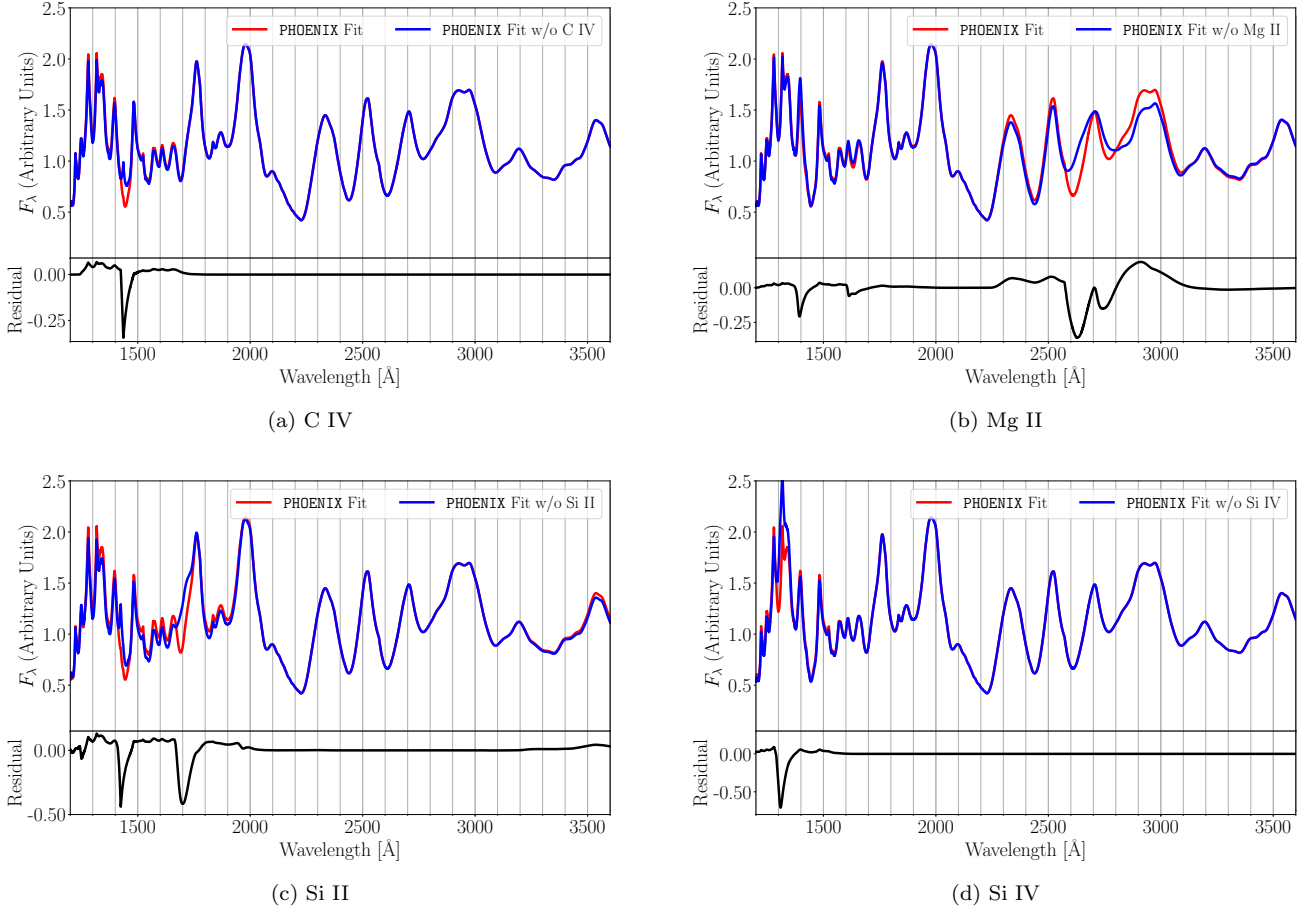 2.5
2.0
1.5
1.0
0.5
F_λ (Arbitrary Units)
PHOENIX Fit
PHOENIX Fit w/o C IV
0.00
-0.25
Residual
1500 2000 2500 3000 3500
Wavelength [Å]
(a) C IV
2.5
2.0
1.5
1.0
0.5
F_λ (Arbitrary Units)
PHOENIX Fit
PHOENIX Fit w/o Mg II
0.00
-0.25
Residual
1500 2000 2500 3000 3500
Wavelength [Å]
(b) Mg II
2.5
2.0
1.5
1.0
0.5
F_λ (Arbitrary Units)
PHOENIX Fit
PHOENIX Fit w/o Si II
0.00
-0.50
Residual
1500 2000 2500 3000 3500
Wavelength [Å]
(c) Si II
2.5
2.0
1.5
1.0
0.5
F_λ (Arbitrary Units)
PHOENIX Fit
PHOENIX Fit w/o Si IV
0.00
-0.50
Residual
1500 2000 2500 3000 3500
Wavelength [Å]
(d) Si IV